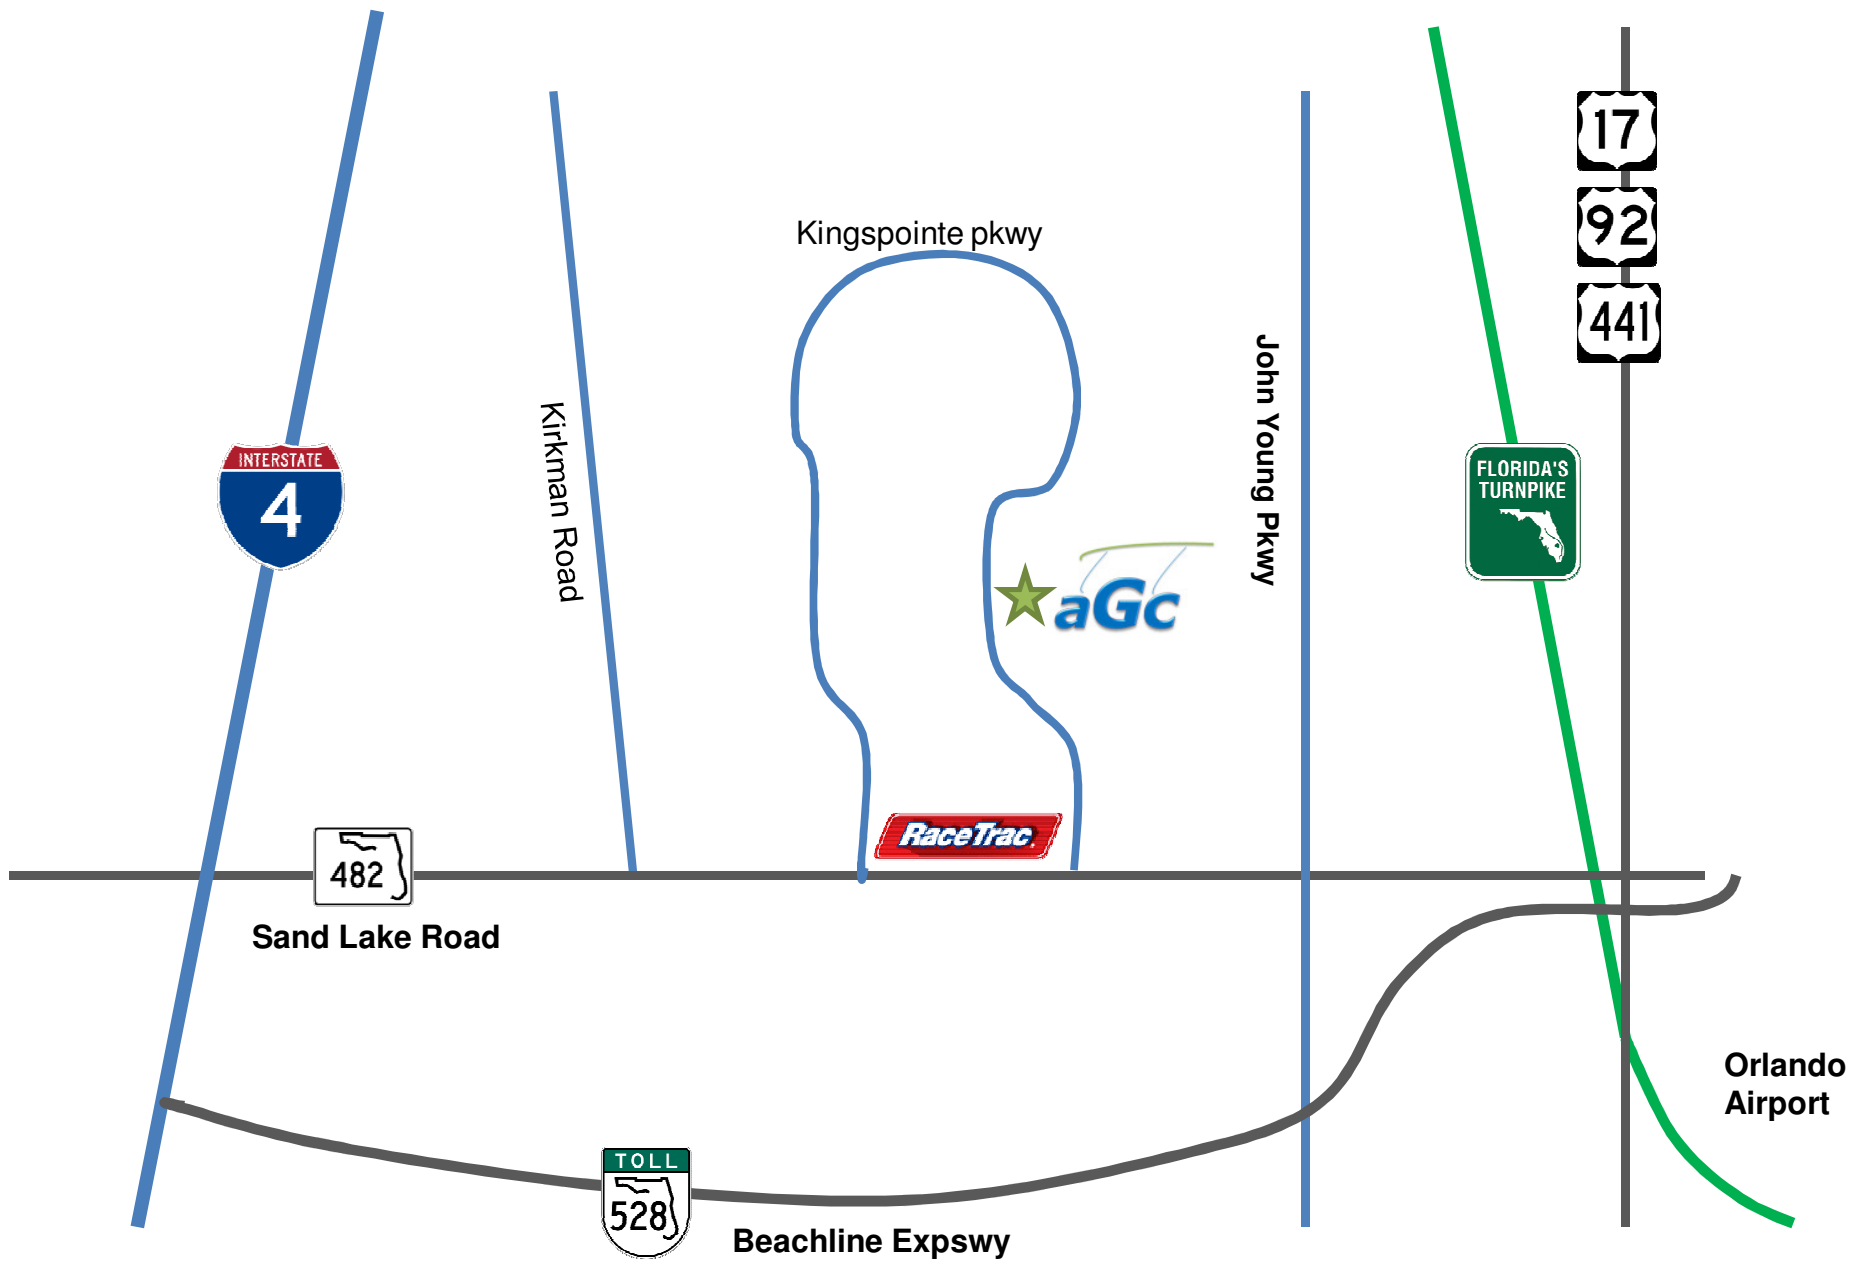 17
92
Kingspointe pkwy
441
John Young Pkwy
Kirkman Road
INTERSTATE
4
FLORIDA'S
TURNPIKE
aGc
RaceTrac
482
Sand Lake Road
Orlando
Airport
TOLL
528
Beachline Expswy